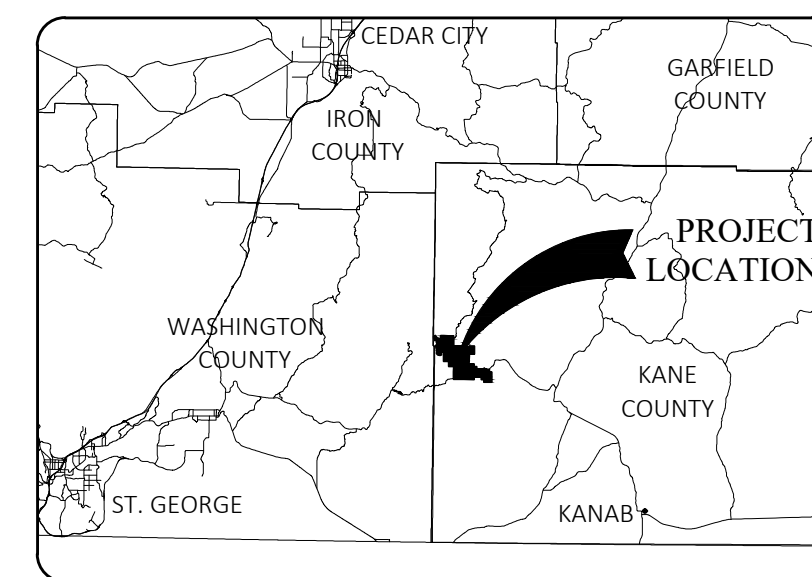 CEDAR CITY
GARFIELD
COUNTY
IRON
COUNTY
PROJECT
LOCATION
WASHINGTON
COUNTY
KANE
COUNTY
ST. GEORGE
KANAB